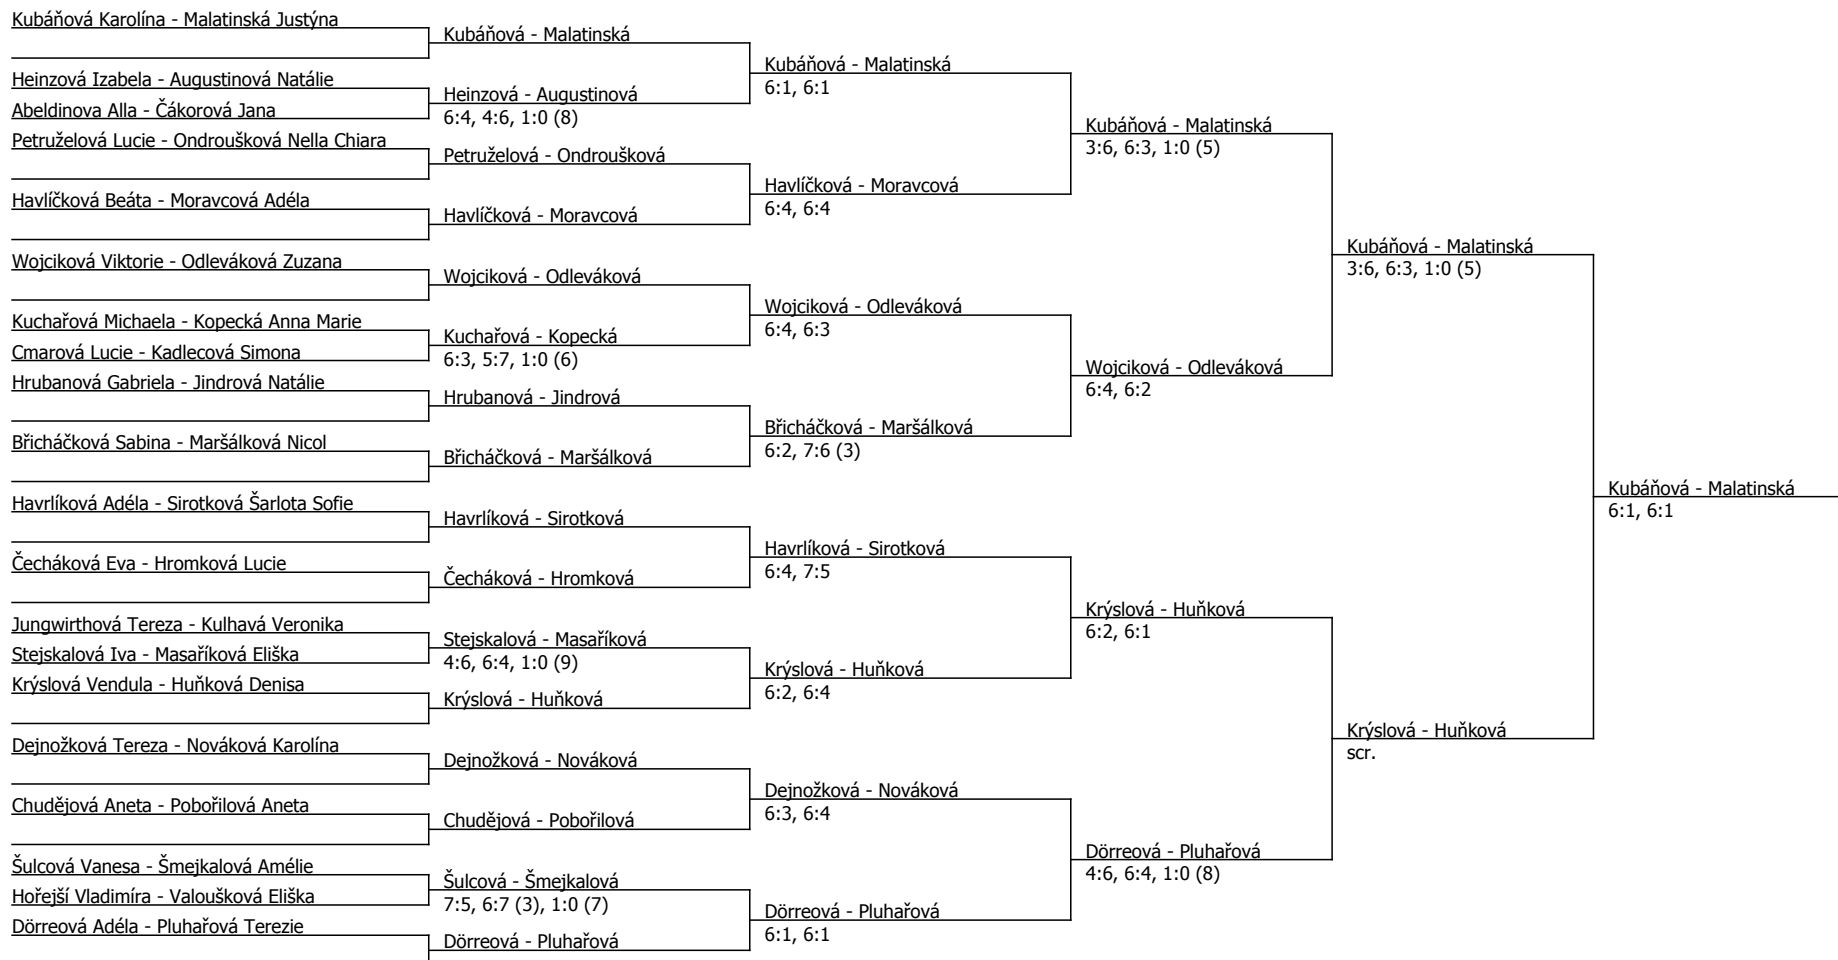 Kubáňová Karolína - Malatinská Justýna
Heinzová Izabela - Augustinová Natálie
Abeldinova Alla - Čákorová Jana
Petruželová Lucie - Ondroušková Nella Chiara
Havlíčková Beáta - Moravcová Adéla
Wojciková Viktorie - Odleváková Zuzana
Kuchařová Michaela - Kopecká Anna Marie
Cmarová Lucie - Kadlecová Simona
Hrubanová Gabriela - Jindrová Natálie
Břicháčková Sabina - Maršálková Nicol
Havrlíková Adéla - Sirotková Šarlota Sofie
Čecháková Eva - Hromková Lucie
Jungwirthová Tereza - Kulhavá Veronika
Stejskalová Iva - Masaříková Eliška
Krýslová Vendula - Huňková Denisa
Dejnožková Tereza - Nováková Karolína
Chudějová Aneta - Pobořilová Aneta
Šulcová Vanesa - Šmejkalová Amélie
Hořejší Vladimíra - Valoušková Eliška
Dörreová Adéla - Pluhařová Terezie
Kubáňová - Malatinská
Heinzová - Augustinová
6:4, 4:6, 1:0 (8)
Petruželová - Ondroušková
Havlíčková - Moravcová
Wojciková - Odleváková
Kuchařová - Kopecká
6:3, 5:7, 1:0 (6)
Hrubanová - Jindrová
Břicháčková - Maršálková
Havrlíková - Sirotková
Čecháková - Hromková
Stejskalová - Masaříková
4:6, 6:4, 1:0 (9)
Krýslová - Huňková
Dejnožková - Nováková
Chudějová - Pobořilová
Šulcová - Šmejkalová
7:5, 6:7 (3), 1:0 (7)
Dörreová - Pluhařová
Kubáňová - Malatinská
6:1, 6:1
Havlíčková - Moravcová
6:4, 6:4
Wojciková - Odleváková
6:4, 6:3
Břicháčková - Maršálková
6:2, 7:6 (3)
Havrlíková - Sirotková
6:4, 7:5
Krýslová - Huňková
6:2, 6:4
Dejnožková - Nováková
6:3, 6:4
Dörreová - Pluhařová
6:1, 6:1
Kubáňová - Malatinská
3:6, 6:3, 1:0 (5)
Wojciková - Odleváková
6:4, 6:2
Krýslová - Huňková
6:2, 6:1
Dörreová - Pluhařová
4:6, 6:4, 1:0 (8)
Kubáňová - Malatinská
3:6, 6:3, 1:0 (5)
Krýslová - Huňková
scr.
Kubáňová - Malatinská
6:1, 6:1